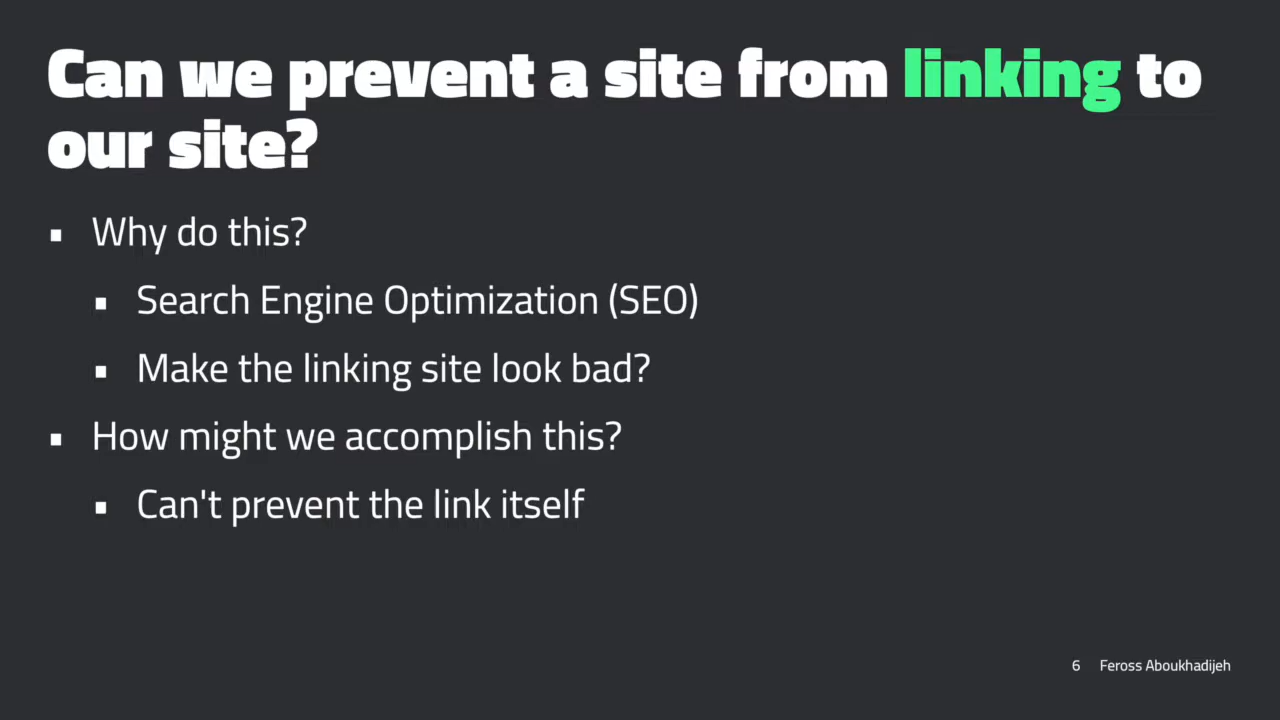 Can we prevent a site from linking to
our site?
▪ Why do this?
▪ Search Engine Optimization (SEO)
▪ Make the linking site look bad?
▪ How might we accomplish this?
▪ Can't prevent the link itself
6 Feross Aboukhadijeh